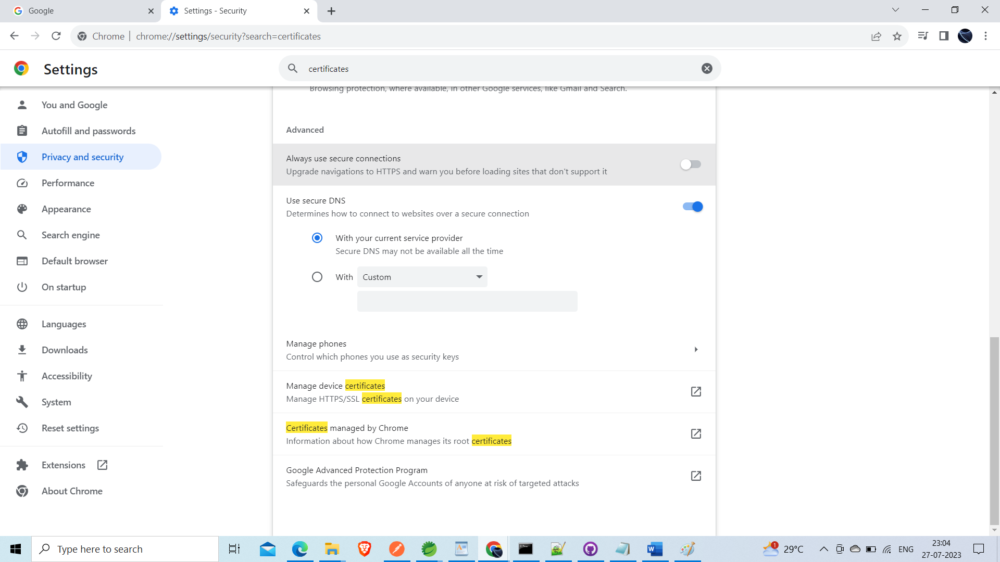 Google
Settings - Security
Chrome
chrome://settings/security?search=certificates
Settings
certificates
You and Google
Autofill and passwords
Privacy and security
Performance
Appearance
Search engine
Default browser
On startup
Languages
Downloads
Accessibility
System
Reset settings
Extensions
About Chrome
Browsing protection, where available, in other Google services, like Gmail and Search.
Advanced
Always use secure connections
Upgrade navigations to HTTPS and warn you before loading sites that don't support it
Use secure DNS
Determines how to connect to websites over a secure connection
With your current service provider
Secure DNS may not be available all the time
With Custom
Manage phones
Control which phones you use as security keys
Manage device certificates
Manage HTTPS/SSL certificates on your device
Certificates managed by Chrome
Information about how Chrome manages its root certificates
Google Advanced Protection Program
Safeguards the personal Google Accounts of anyone at risk of targeted attacks
Type here to search
1
29°C
ENG
23:04
27-07-2023